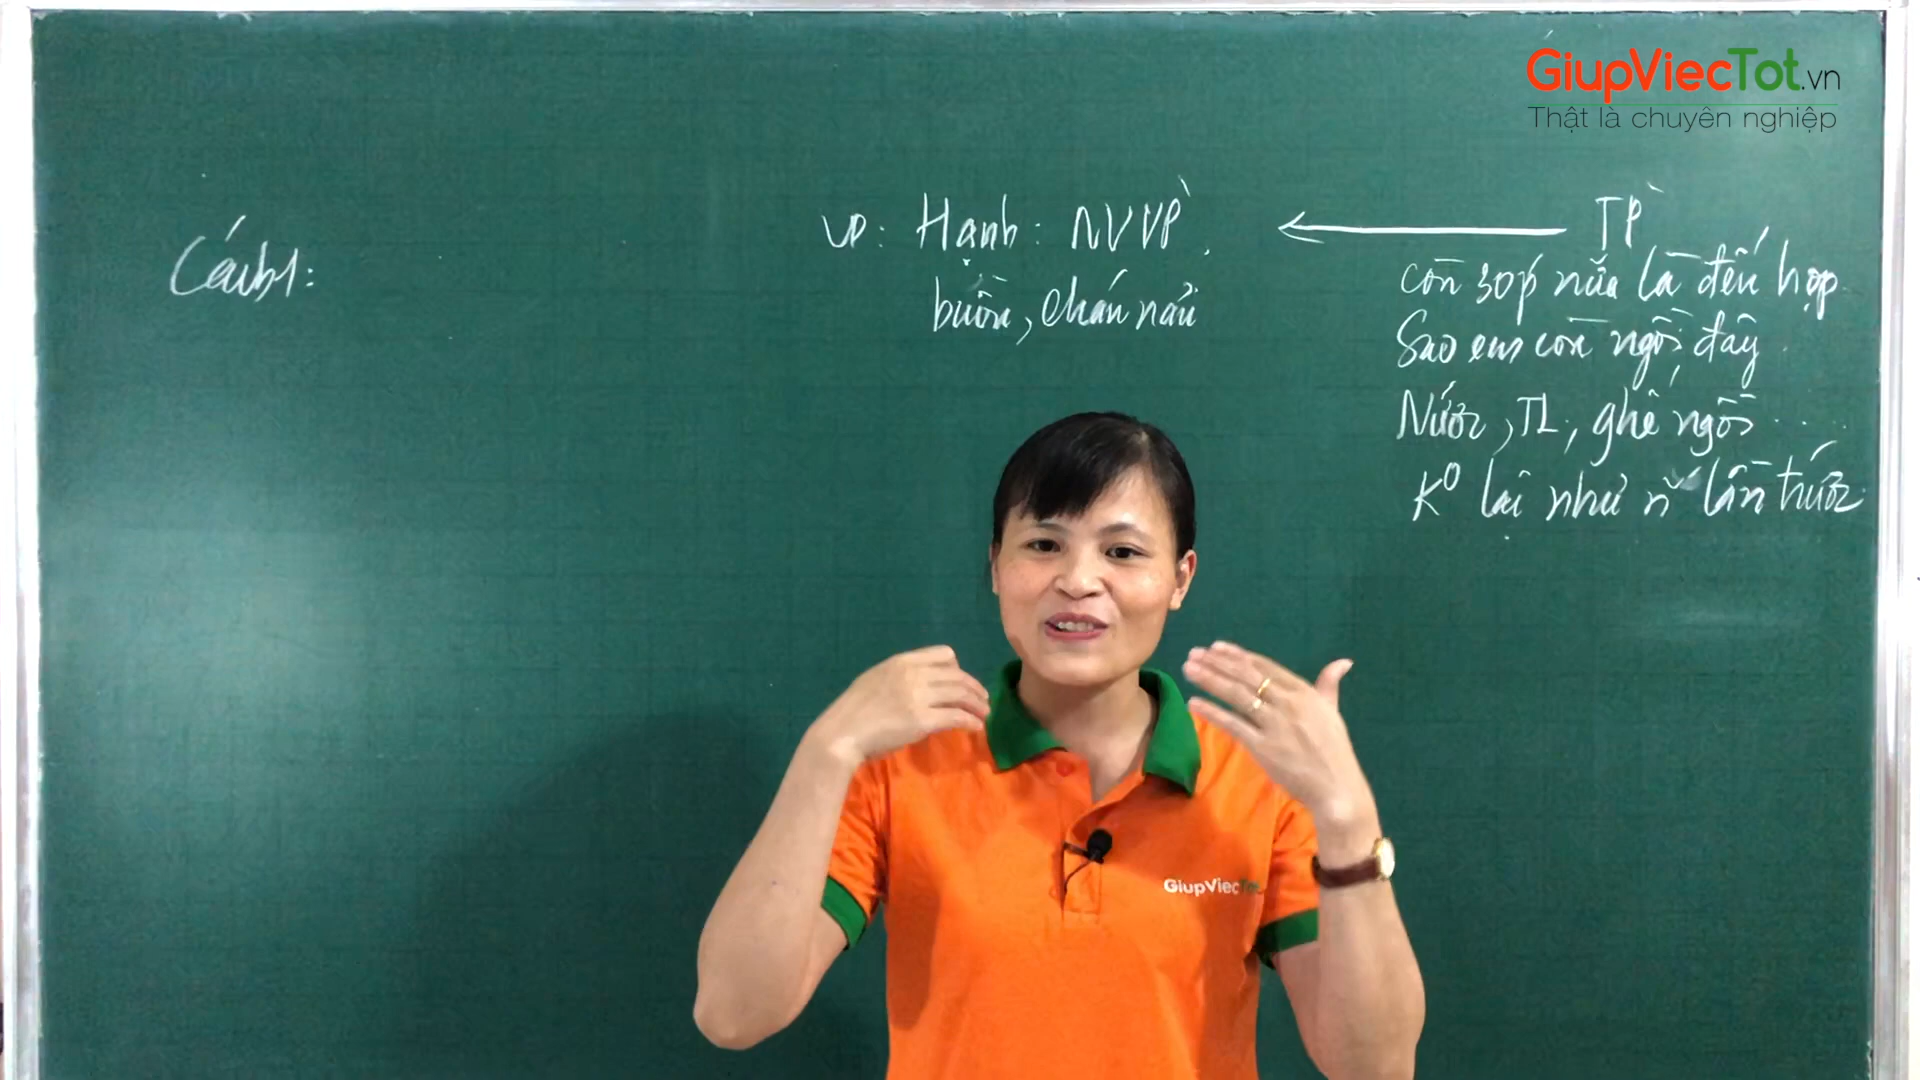 GiupViecTot.vn
Thật là chuyên nghiệp
Cách 1:
VD: Hạnh: NVVP
buồn, chán nản
TP
còn 30p nữa là đến họp
Sao em còn ngồi đây.
Nước, TL, ghế ngồi ....
K⁰ lại như lần trước
GiupViecTot